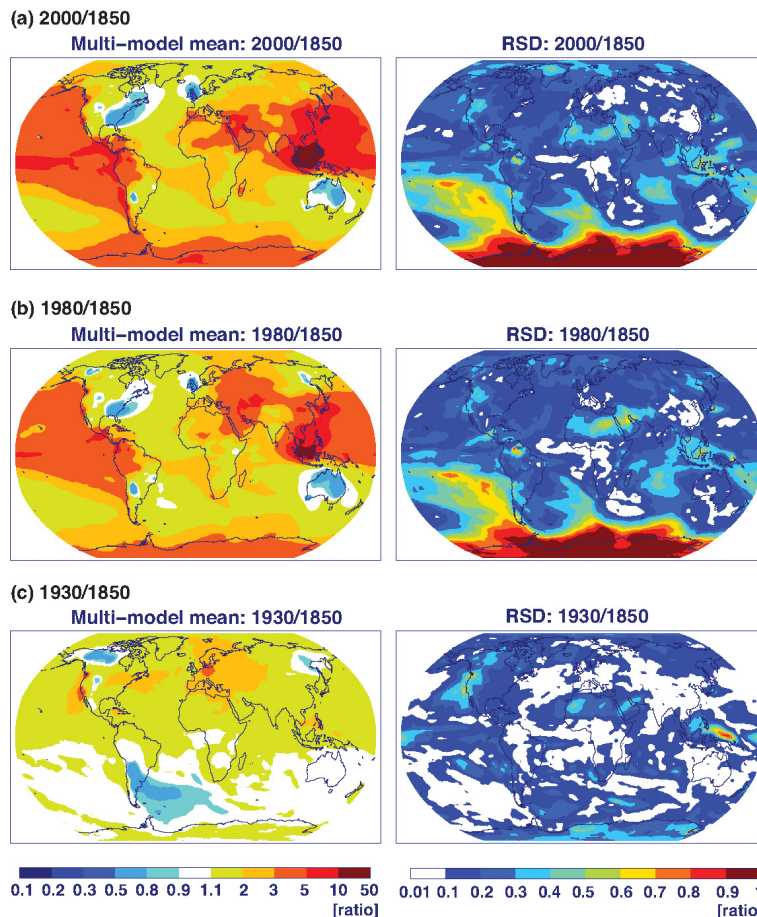 (a) 2000/1850
Multi−model mean: 2000/1850
RSD: 2000/1850
(b) 1980/1850
Multi−model mean: 1980/1850
RSD: 1980/1850
(c) 1930/1850
Multi−model mean: 1930/1850
RSD: 1930/1850
0.1 0.2 0.3 0.5 0.8 0.9 1.1 2 3 5 10 50
[ratio]
0.01 0.1 0.2 0.3 0.4 0.5 0.6 0.7 0.8 0.9 1
[ratio]